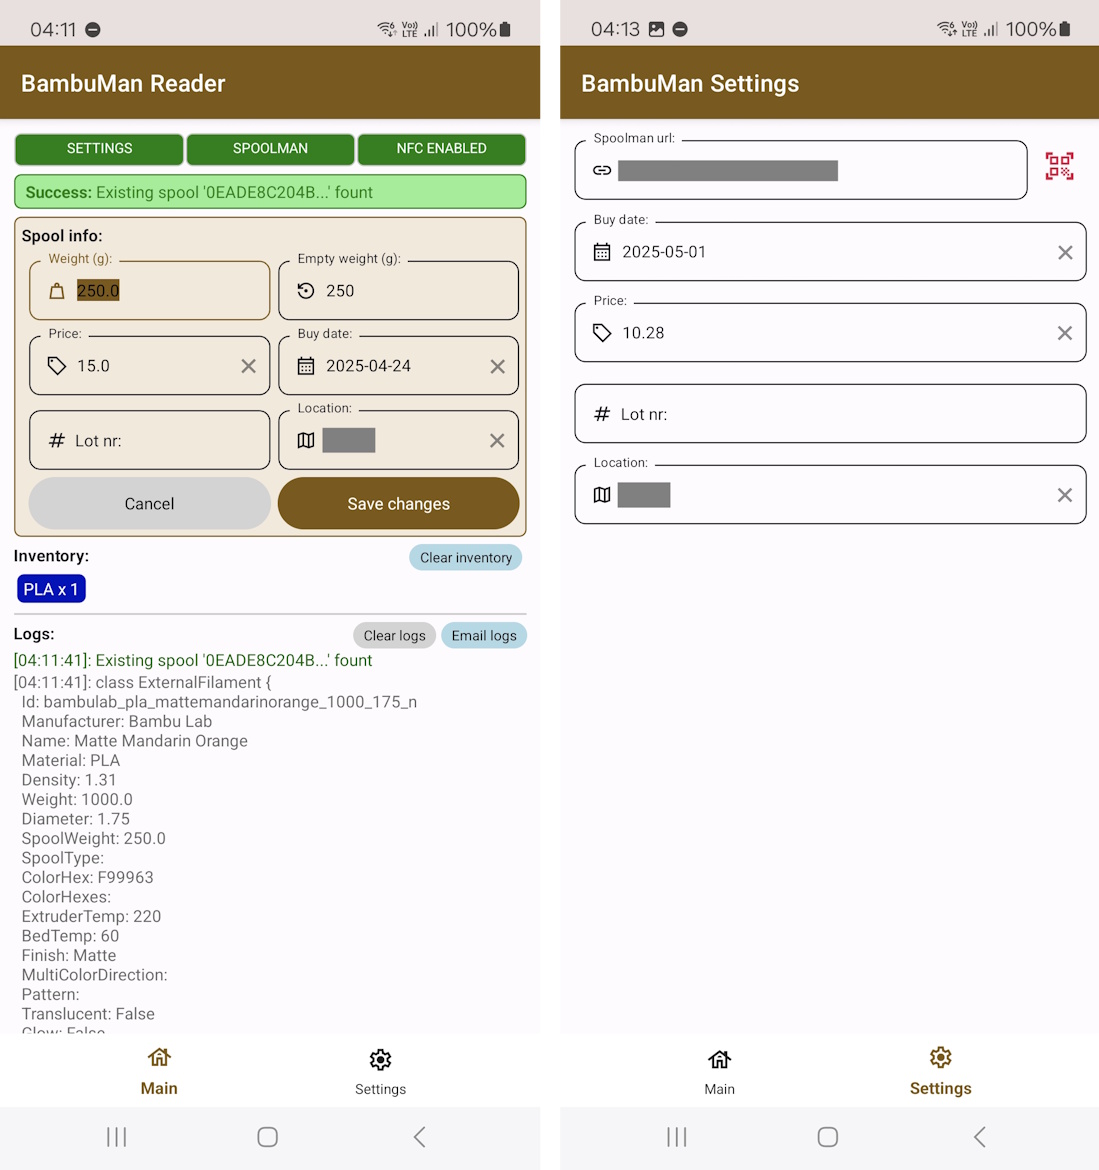 04:11
Vo)) LTE
100%
BambuMan Reader
SETTINGS SPOOLMAN NFC ENABLED
Success: Existing spool '0EADE8C204B...' fount
Spool info:
Weight (g): Empty weight (g):
250.0 250
Price: Buy date:
15.0 2025-04-24
Location:
Lot nr:
Cancel Save changes
Inventory: Clear inventory
PLA x 1
Logs: Clear logs Email logs
[04:11:41]: Existing spool '0EADE8C204B...' fount
[04:11:41]: class ExternalFilament {
Id: bambulab_pla_mattemandarinorange_1000_175_n
Manufacturer: Bambu Lab
Name: Matte Mandarin Orange
Material: PLA
Density: 1.31
Weight: 1000.0
Diameter: 1.75
SpoolWeight: 250.0
SpoolType:
ColorHex: F99963
ColorHexes:
ExtruderTemp: 220
BedTemp: 60
Finish: Matte
MultiColorDirection:
Pattern:
Translucent: False
Glow: False
Main Settings
04:13
Vo)) LTE
100%
BambuMan Settings
Spoolman url:
Buy date:
2025-05-01
Price:
10.28
Lot nr:
Location:
Main Settings